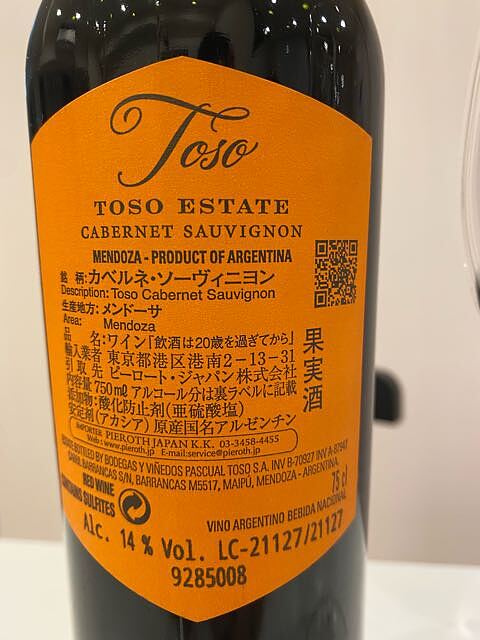 Toso
TOSO ESTATE
CABERNET SAUVIGNON
MENDOZA - PRODUCT OF ARGENTINA
銘 柄:カベルネ・ソーヴィニヨン
Description: Toso Cabernet Sauvignon
生産地方:メンドーサ
Area: Mendoza
品 名:ワイン「飲酒は20歳を過ぎてから」
輸入業者 東京都港区港南2-13-31
引 取 先 ピーロート・ジャパン株式会社
内容量 750mℓ アルコール分は裏ラベルに記載
添加物:酸化防止剤(亜硫酸塩)
安定剤(アカシア) 原産国名アルゼンチン
果実酒
IMPORTER PIEROTH JAPAN K.K. 03-3458-4455
Web:www.pieroth.jp E-mail:service@pieroth.jp
BOTTLED BY BODEGAS Y VIÑEDOS PASCUAL TOSO S.A. INV B-70927 INV A-87947
CARRIL BARRANCAS S/N, BARRANCAS M5517, MAIPÚ, MENDOZA - ARGENTINA.
RED WINE
CONTAINS SULFITES
75 cl
VINO ARGENTINO BEBIDA NACIONAL
Alc. 14 % Vol. LC-21127/21127
9285008